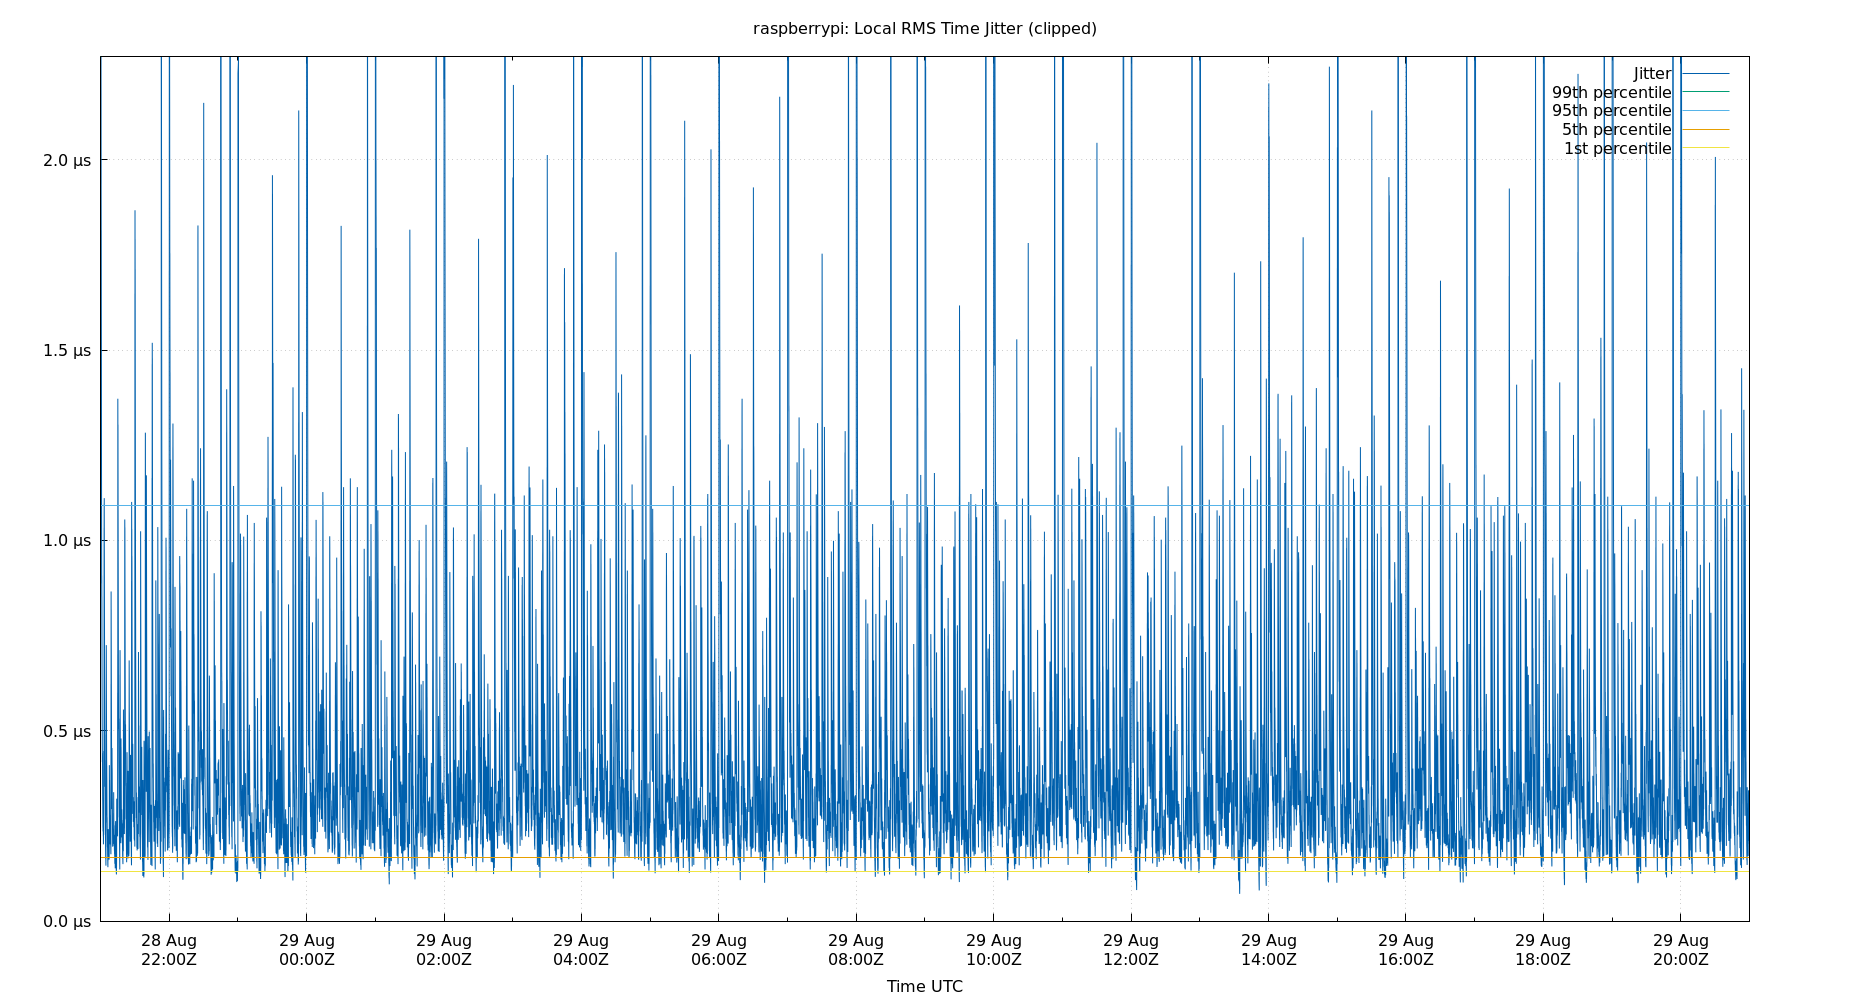 raspberrypi: Local RMS Time Jitter (clipped)
Jitter
99th percentile
95th percentile
5th percentile
1st percentile
2.0 µs
1.5 µs
1.0 µs
0.5 µs
0.0 µs
28 Aug 29 Aug 29 Aug 29 Aug 29 Aug 29 Aug 29 Aug 29 Aug 29 Aug 29 Aug 29 Aug 29 Aug
22:00Z 00:00Z 02:00Z 04:00Z 06:00Z 08:00Z 10:00Z 12:00Z 14:00Z 16:00Z 18:00Z 20:00Z
Time UTC